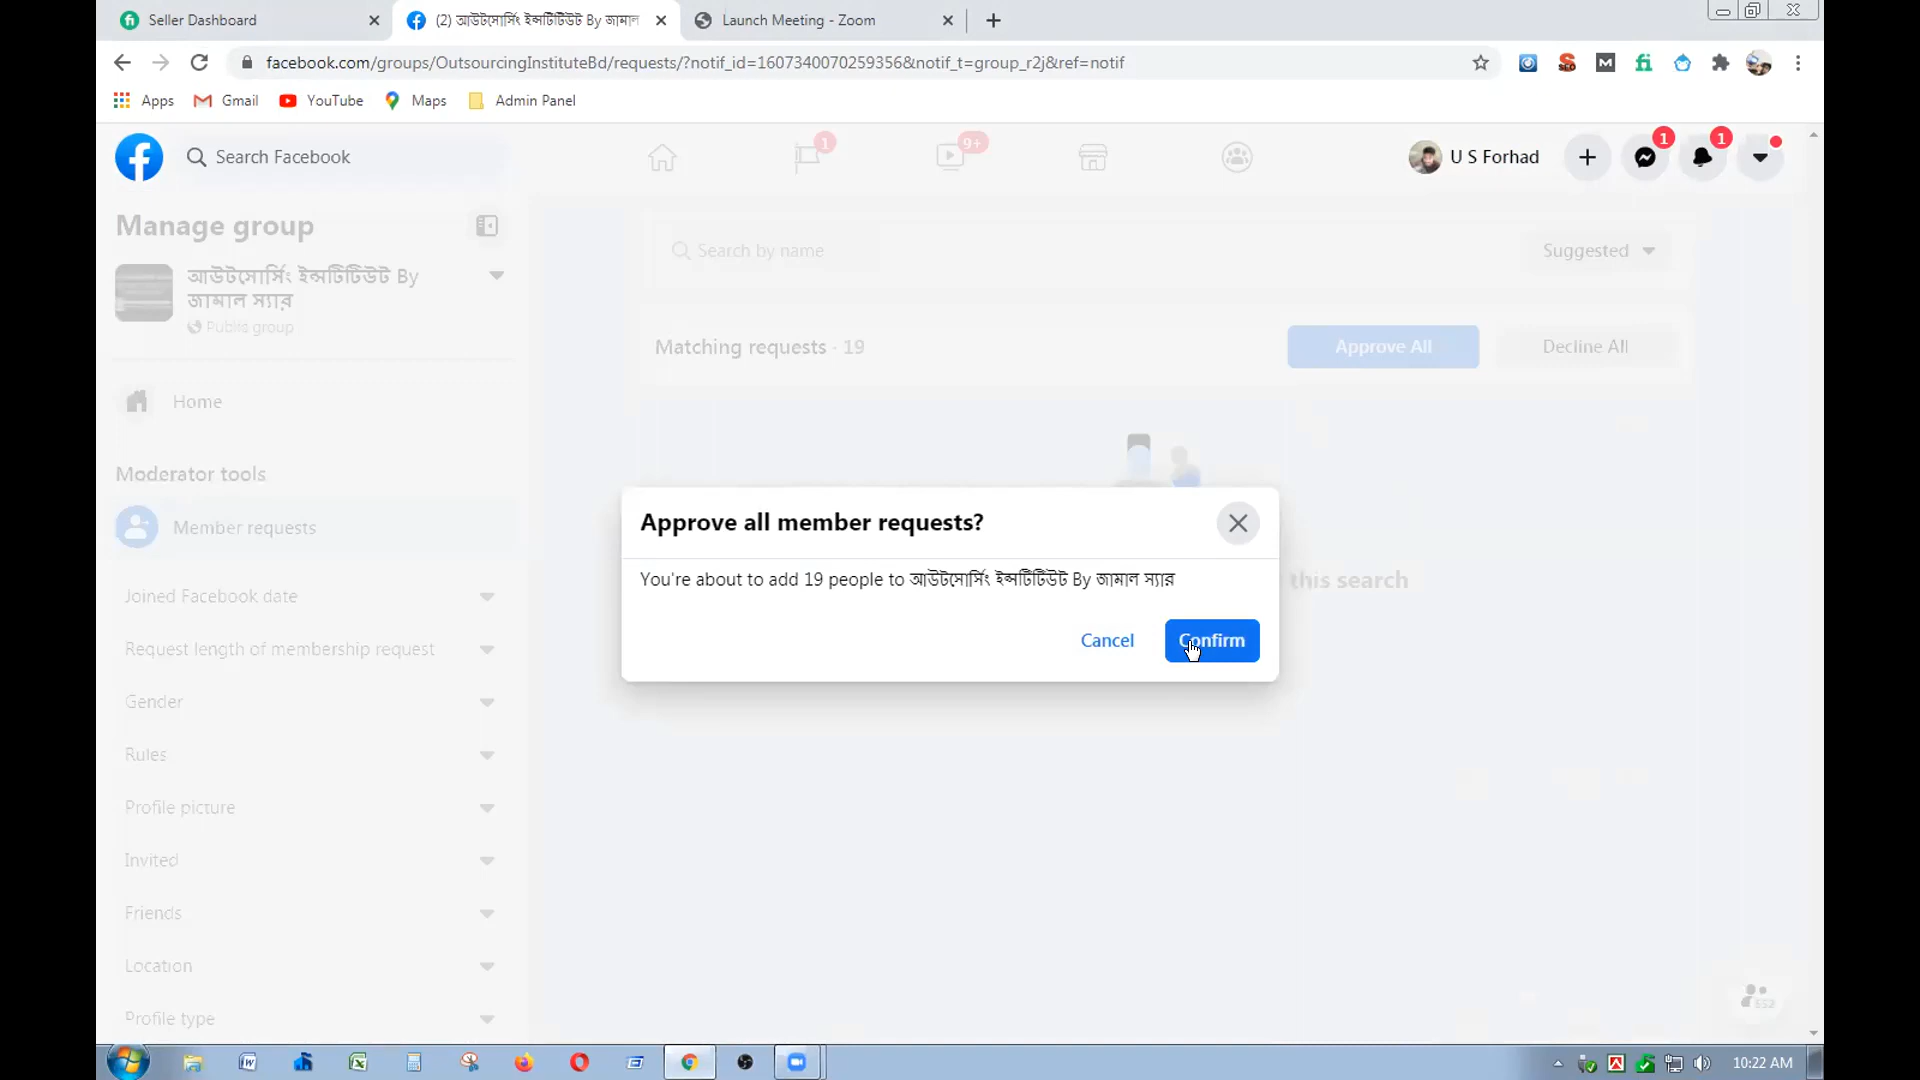 Seller Dashboard
(2) আউটসোর্সিং ইন্সটিটিউট By জামাল
Launch Meeting - Zoom
facebook.com/groups/OutsourcingInstituteBd/requests/?notif_id=1607340070259356&notif_t=group_r2j&ref=notif
Apps
Gmail
YouTube
Maps
Admin Panel
Search Facebook
1
9+
U S Forhad
1
1
Manage group
আউটসোর্সিং ইন্সটিটিউট By
জামাল স্যার
Public group
Search by name
Suggested
Matching requests · 19
Approve All
Decline All
Home
Moderator tools
Member requests
Joined Facebook date
Request length of membership request
Gender
Rules
Profile picture
Invited
Friends
Location
Profile type
Approve all member requests?
You're about to add 19 people to আউটসোর্সিং ইন্সটিটিউট By জামাল স্যার
this search
Cancel
Confirm
552
10:22 AM